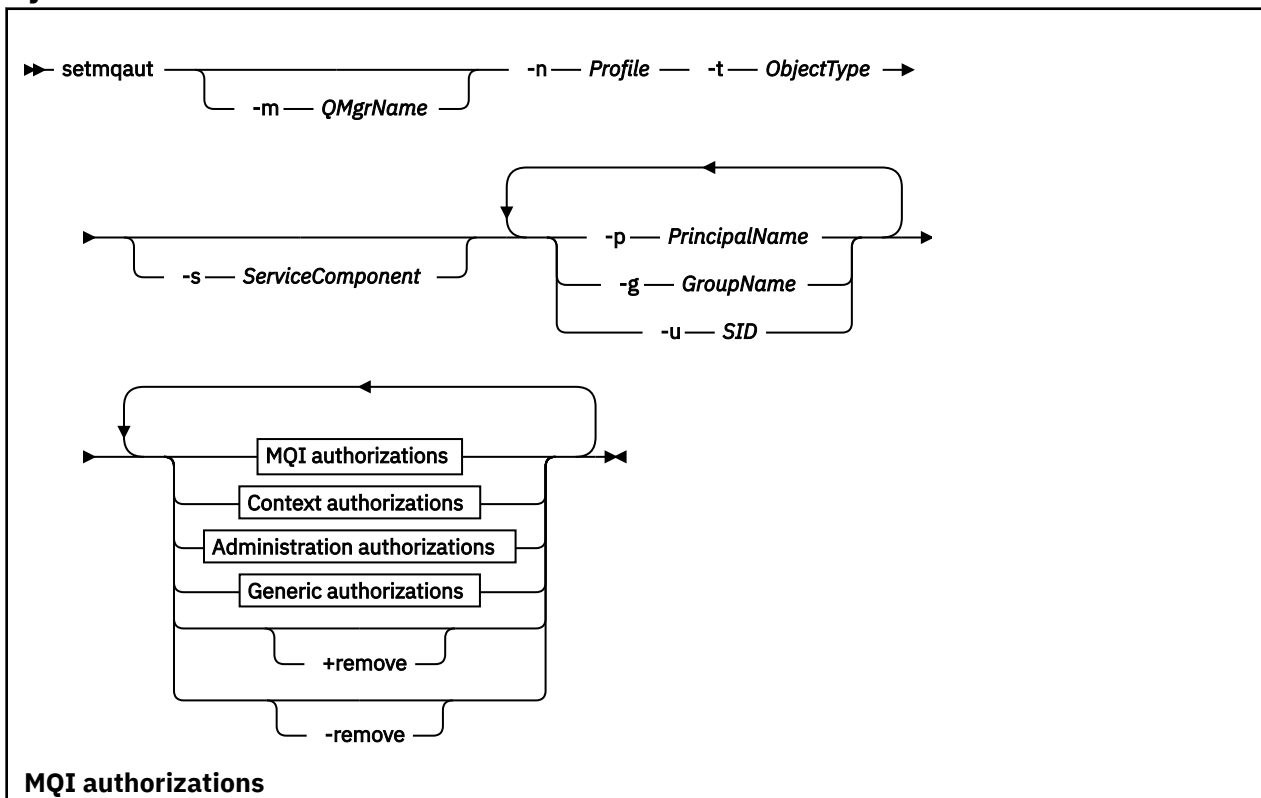 setmqaut -n Profile -t ObjectType
-m QMgrName
-p PrincipalName
-s ServiceComponent
-g GroupName
-u SID
MQI authorizations
Context authorizations
Administration authorizations
Generic authorizations
+remove
-remove
MQI authorizations